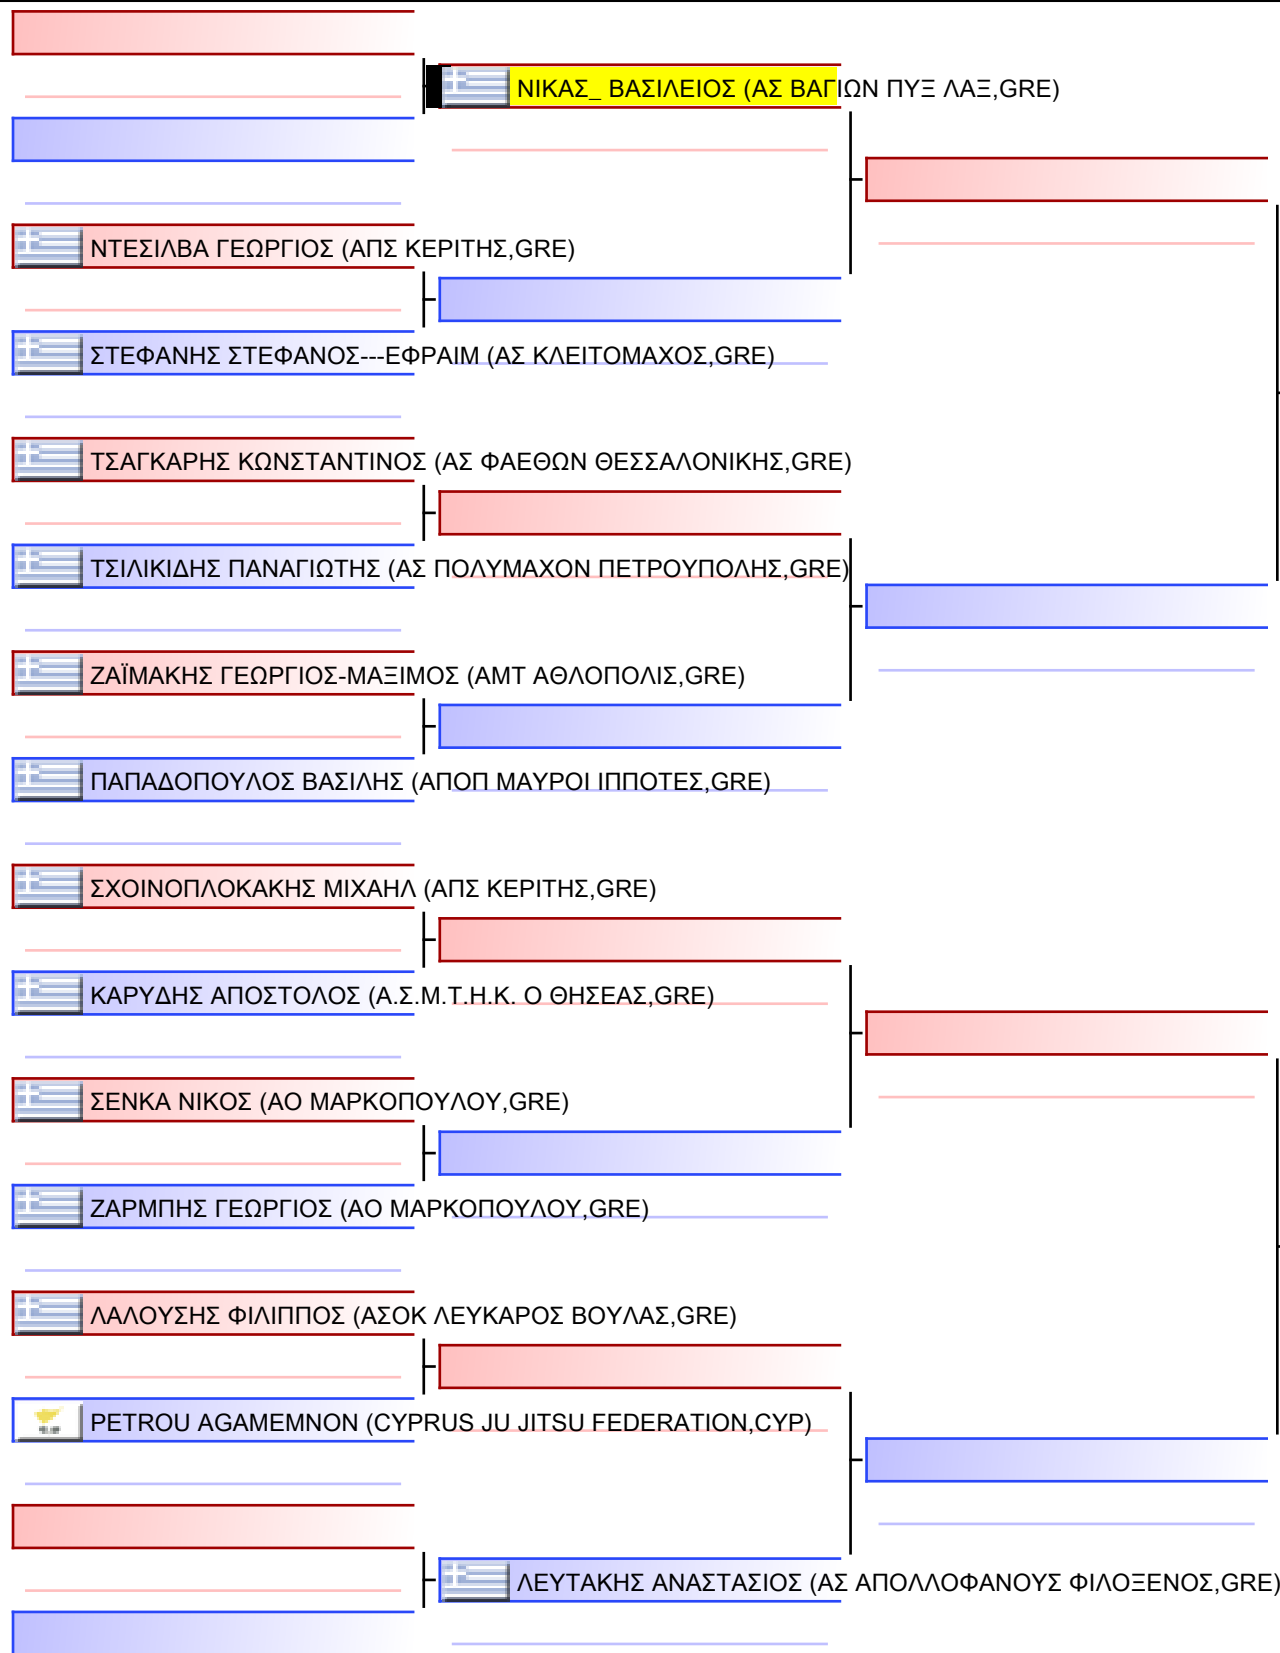 ΝΙΚΑΣ_ ΒΑΣΙΛΕΙΟΣ (ΑΣ ΒΑΓΙΩΝ ΠΥΞ ΛΑΞ,GRE)
ΝΤΕΣΙΛΒΑ ΓΕΩΡΓΙΟΣ (ΑΠΣ ΚΕΡΙΤΗΣ,GRE)
ΣΤΕΦΑΝΗΣ ΣΤΕΦΑΝΟΣ---ΕΦΡΑΙΜ (ΑΣ ΚΛΕΙΤΟΜΑΧΟΣ,GRE)
ΤΣΑΓΚΑΡΗΣ ΚΩΝΣΤΑΝΤΙΝΟΣ (ΑΣ ΦΑΕΘΩΝ ΘΕΣΣΑΛΟΝΙΚΗΣ,GRE)
ΤΣΙΛΙΚΙΔΗΣ ΠΑΝΑΓΙΩΤΗΣ (ΑΣ ΠΟΛΥΜΑΧΟΝ ΠΕΤΡΟΥΠΟΛΗΣ,GRE)
ΖΑΪΜΑΚΗΣ ΓΕΩΡΓΙΟΣ-ΜΑΞΙΜΟΣ (ΑΜΤ ΑΘΛΟΠΟΛΙΣ,GRE)
ΠΑΠΑΔΟΠΟΥΛΟΣ ΒΑΣΙΛΗΣ (ΑΠΟΠ ΜΑΥΡΟΙ ΙΠΠΟΤΕΣ,GRE)
ΣΧΟΙΝΟΠΛΟΚΑΚΗΣ ΜΙΧΑΗΛ (ΑΠΣ ΚΕΡΙΤΗΣ,GRE)
ΚΑΡΥΔΗΣ ΑΠΟΣΤΟΛΟΣ (Α.Σ.Μ.Τ.Η.Κ. Ο ΘΗΣΕΑΣ,GRE)
ΣΕΝΚΑ ΝΙΚΟΣ (ΑΟ ΜΑΡΚΟΠΟΥΛΟΥ,GRE)
ΖΑΡΜΠΗΣ ΓΕΩΡΓΙΟΣ (ΑΟ ΜΑΡΚΟΠΟΥΛΟΥ,GRE)
ΛΑΛΟΥΣΗΣ ΦΙΛΙΠΠΟΣ (ΑΣΟΚ ΛΕΥΚΑΡΟΣ ΒΟΥΛΑΣ,GRE)
PETROU AGAMEMNON (CYPRUS JU JITSU FEDERATION,CYP)
ΛΕΥΤΑΚΗΣ ΑΝΑΣΤΑΣΙΟΣ (ΑΣ ΑΠΟΛΛΟΦΑΝΟΥΣ ΦΙΛΟΞΕΝΟΣ,GRE)